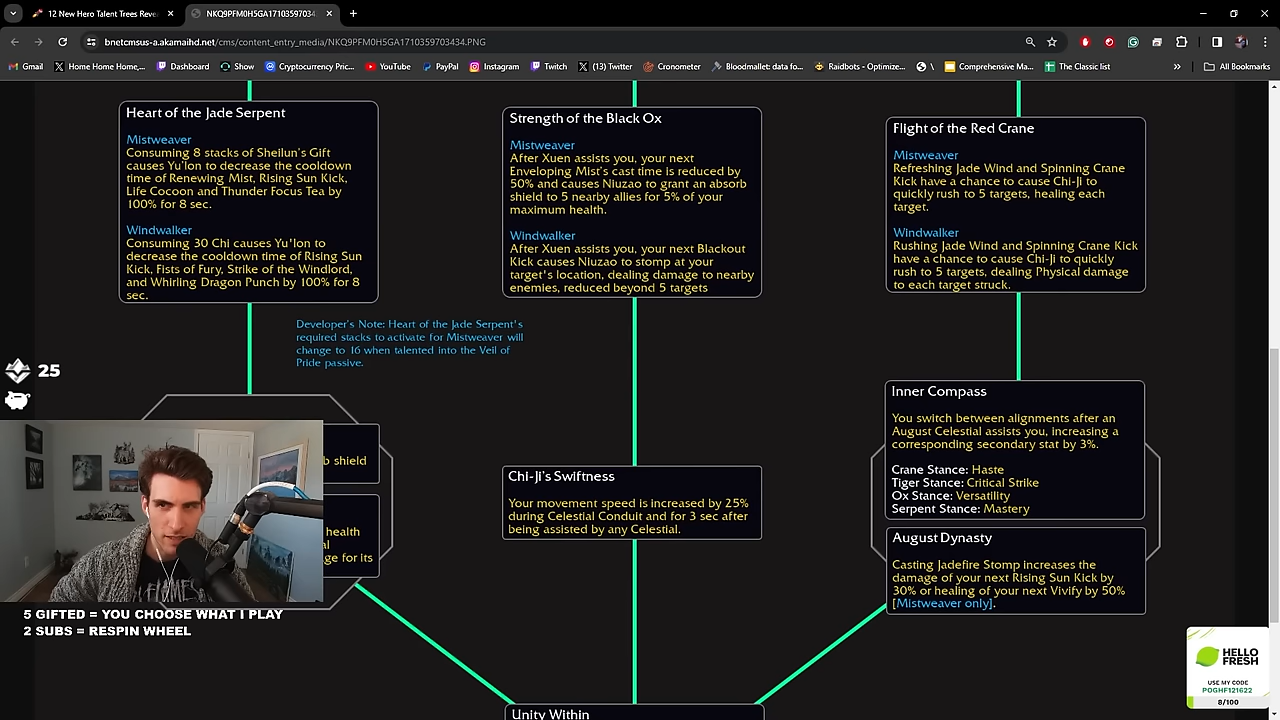 12 New Hero Talent Trees Reve
NKQ9PFM0H5GA1710359703434.
bnetcmsus-a.akamaihd.net/cms/content_entry_media/NKQ9PFM0H5GA1710359703434.PNG
Gmail
Home Home Home,...
Dashboard
Show
Cryptocurrency Pric...
YouTube
PayPal
Instagram
Twitch
(13) Twitter
Cronometer
Bloodmallet: data fo...
Raidbots - Optimize...
Comprehensive Ma...
The Classic list
All Bookmarks
Heart of the Jade Serpent
Mistweaver
Consuming 8 stacks of Sheilun's Gift
causes Yu'lon to decrease the cooldown
time of Renewing Mist, Rising Sun Kick,
Life Cocoon and Thunder Focus Tea by
100% for 8 sec.
Windwalker
Consuming 30 Chi causes Yu'lon to
decrease the cooldown time of Rising Sun
Kick, Fists of Fury, Strike of the Windlord,
and Whirling Dragon Punch by 100% for 8
sec.
Strength of the Black Ox
Mistweaver
After Xuen assists you, your next
Enveloping Mist's cast time is reduced by
50% and causes Niuzao to grant an absorb
shield to 5 nearby allies for 5% of your
maximum health.
Windwalker
After Xuen assists you, your next Blackout
Kick causes Niuzao to stomp at your
target's location, dealing damage to nearby
enemies, reduced beyond 5 targets
Flight of the Red Crane
Mistweaver
Refreshing Jade Wind and Spinning Crane
Kick have a chance to cause Chi-Ji to
quickly rush to 5 targets, healing each
target.
Windwalker
Rushing Jade Wind and Spinning Crane Kick
have a chance to cause Chi-Ji to quickly
rush to 5 targets, dealing Physical damage
to each target struck.
Developer's Note: Heart of the Jade Serpent's
required stacks to activate for Mistweaver will
change to 16 when talented into the Veil of
Pride passive.
25
b shield
health
ge for its
Chi-Ji's Swiftness
Your movement speed is increased by 25%
during Celestial Conduit and for 3 sec after
being assisted by any Celestial.
Inner Compass
You switch between alignments after an
August Celestial assists you, increasing a
corresponding secondary stat by 3%.
Crane Stance: Haste
Tiger Stance: Critical Strike
Ox Stance: Versatility
Serpent Stance: Mastery
August Dynasty
Casting Jadefire Stomp increases the
damage of your next Rising Sun Kick by
30% or healing of your next Vivify by 50%
[Mistweaver only].
5 GIFTED = YOU CHOOSE WHAT I PLAY
2 SUBS = RESPIN WHEEL
Unity Within
HELLO
FRESH
USE MY CODE
POGHF121622
8/100